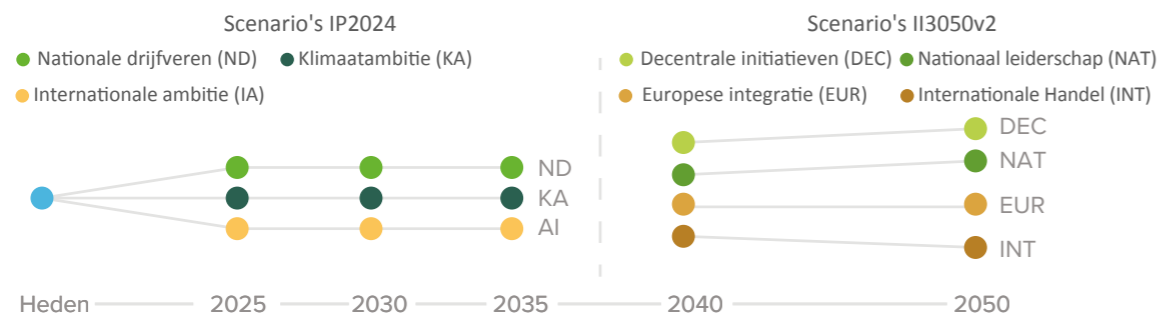 Scenario's IP2024
Nationale drijfveren (ND)
Klimaatambitie (KA)
Internationale ambitie (IA)
ND
KA
AI
Scenario's II3050v2
Decentrale initiatieven (DEC)
Nationaal leiderschap (NAT)
Europese integratie (EUR)
Internationale Handel (INT)
DEC
NAT
EUR
INT
Heden
2025
2030
2035
2040
2050